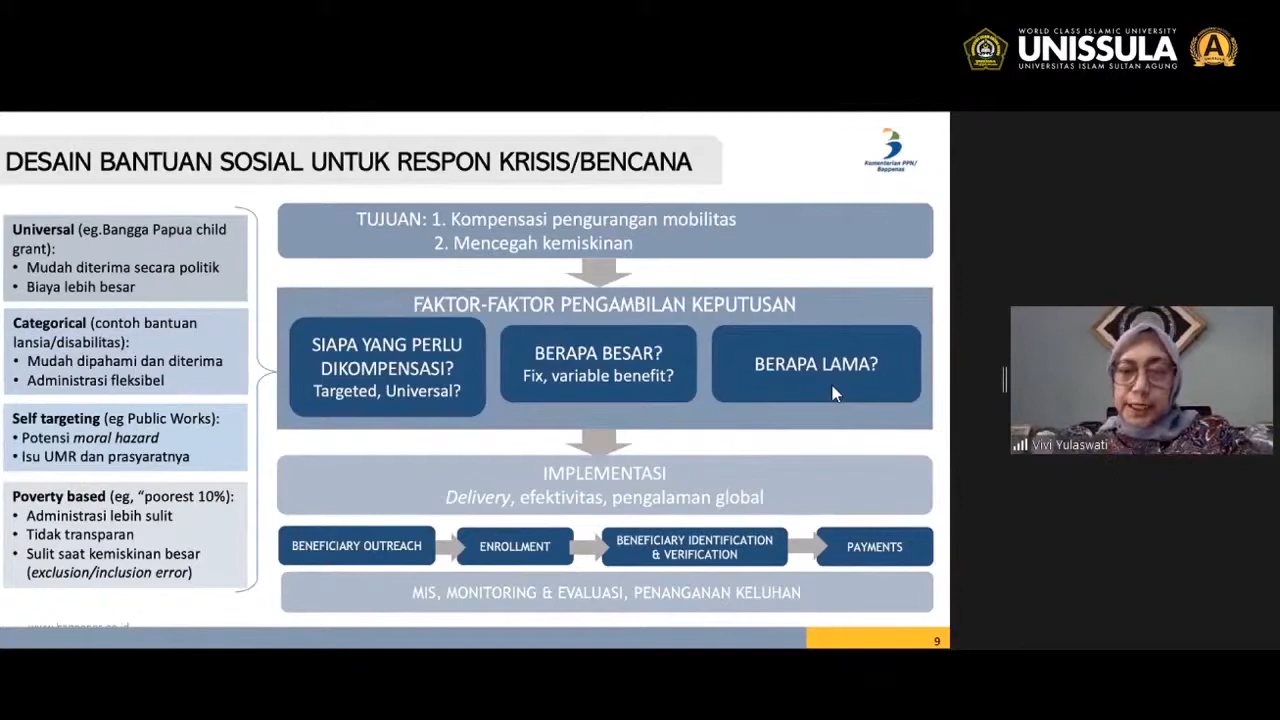 WORLD CLASS ISLAMIC UNIVERSITY
UNISSULA
UNIVERSITAS ISLAM SULTAN AGUNG
A
DESAIN BANTUAN SOSIAL UNTUK RESPON KRISIS/BENCANA
Kementerian PPN/
Bappenas
Universal (eg.Bangga Papua child
grant):
• Mudah diterima secara politik
• Biaya lebih besar
Categorical (contoh bantuan
lansia/disabilitas):
• Mudah dipahami dan diterima
• Administrasi fleksibel
Self targeting (eg Public Works):
• Potensi moral hazard
• Isu UMR dan prasyaratnya
Poverty based (eg, “poorest 10%):
• Administrasi lebih sulit
• Tidak transparan
• Sulit saat kemiskinan besar
(exclusion/inclusion error)
TUJUAN: 1. Kompensasi pengurangan mobilitas
2. Mencegah kemiskinan
FAKTOR-FAKTOR PENGAMBILAN KEPUTUSAN
SIAPA YANG PERLU
DIKOMPENSASI?
Targeted, Universal?
BERAPA BESAR?
Fix, variable benefit?
BERAPA LAMA?
IMPLEMENTASI
Delivery, efektivitas, pengalaman global
BENEFICIARY OUTREACH
ENROLLMENT
BENEFICIARY IDENTIFICATION
& VERIFICATION
PAYMENTS
MIS, MONITORING & EVALUASI, PENANGANAN KELUHAN
9
Vivi Yulaswati